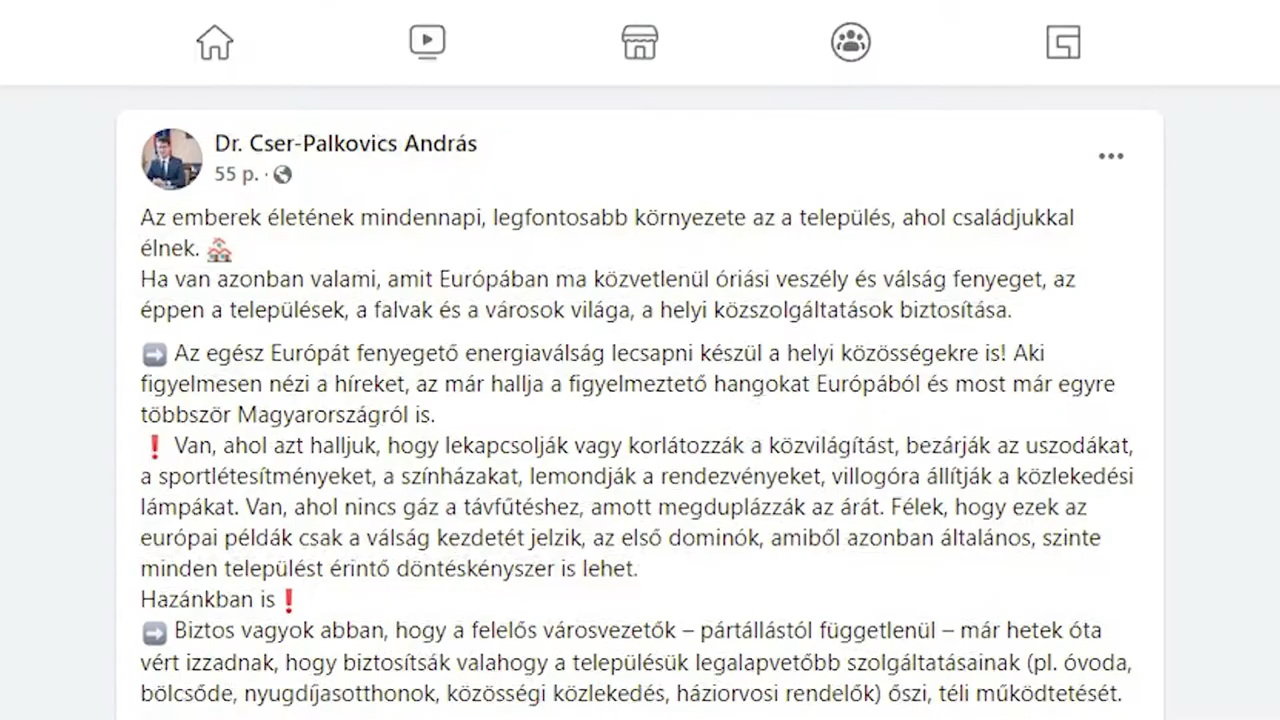 Dr. Cser-Palkovics András
55 p. ·
Az emberek életének mindennapi, legfontosabb környezete az a település, ahol családjukkal
élnek. 🏘️
Ha van azonban valami, amit Európában ma közvetlenül óriási veszély és válság fenyeget, az
éppen a települések, a falvak és a városok világa, a helyi közszolgáltatások biztosítása.
➡️ Az egész Európát fenyegető energiaválság lecsapni készül a helyi közösségekre is! Aki
figyelmesen nézi a híreket, az már hallja a figyelmeztető hangokat Európából és most már egyre
többször Magyarországról is.
❗ Van, ahol azt halljuk, hogy lekapcsolják vagy korlátozzák a közvilágítást, bezárják az uszodákat,
a sportlétesítményeket, a színházakat, lemondják a rendezvényeket, villogóra állítják a közlekedési
lámpákat. Van, ahol nincs gáz a távfűtéshez, amott megduplázzák az árát. Félek, hogy ezek az
európai példák csak a válság kezdetét jelzik, az első dominók, amiből azonban általános, szinte
minden települést érintő döntéskényszer is lehet.
Hazánkban is❗
➡️ Biztos vagyok abban, hogy a felelős városvezetők – pártállástól függetlenül – már hetek óta
vért izzadnak, hogy biztosítsák valahogy a településük legalapvetőbb szolgáltatásainak (pl. óvoda,
bölcsőde, nyugdíjasotthonok, közösségi közlekedés, háziorvosi rendelők) őszi, téli működtetését.